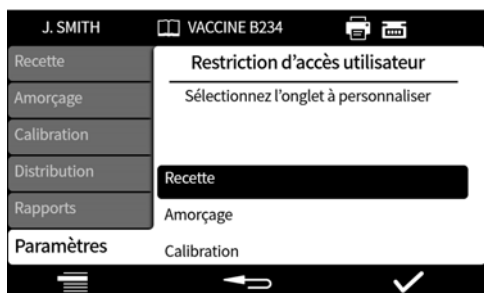 J. SMITH
VACCINE B234
Recette
Amorçage
Calibration
Distribution
Rapports
Paramètres
Restriction d'accès utilisateur
Sélectionnez l'onglet à personnaliser
Recette
Amorçage
Calibration